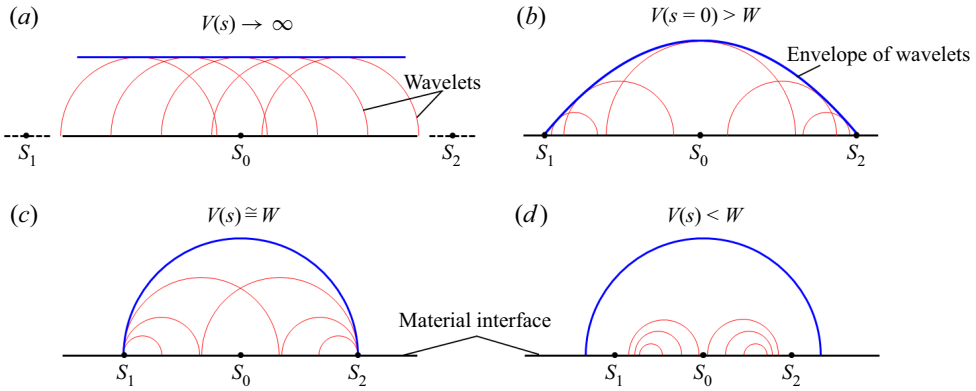 (a)
V(s) → ∞
Wavelets
S₁
S₀
S₂
(b)
V(s = 0) > W
Envelope of wavelets
S₁
S₀
S₂
(c)
V(s) ≅ W
S₁
S₀
S₂
Material interface
(d)
V(s) < W
S₁
S₀
S₂